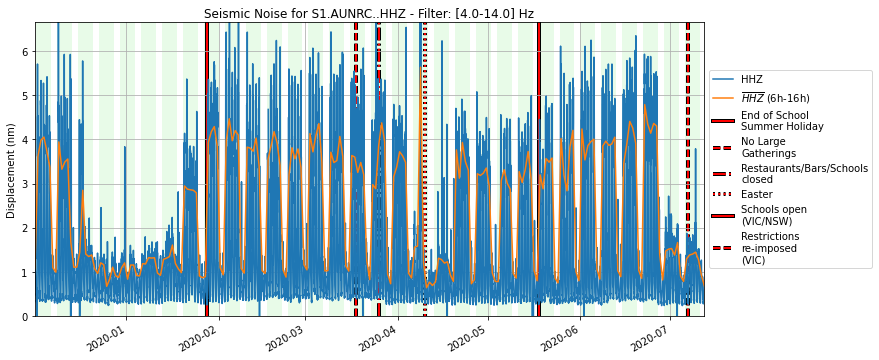 Seismic Noise for S1.AUNRC..HHZ - Filter: [4.0-14.0] Hz
Displacement (nm)
6
5
4
3
2
1
0
2020-01
2020-02
2020-03
2020-04
2020-05
2020-06
2020-07
HHZ
HHZ (6h-16h)
End of School
Summer Holiday
No Large
Gatherings
Restaurants/Bars/Schools
closed
Easter
Schools open
(VIC/NSW)
Restrictions
re-imposed
(VIC)